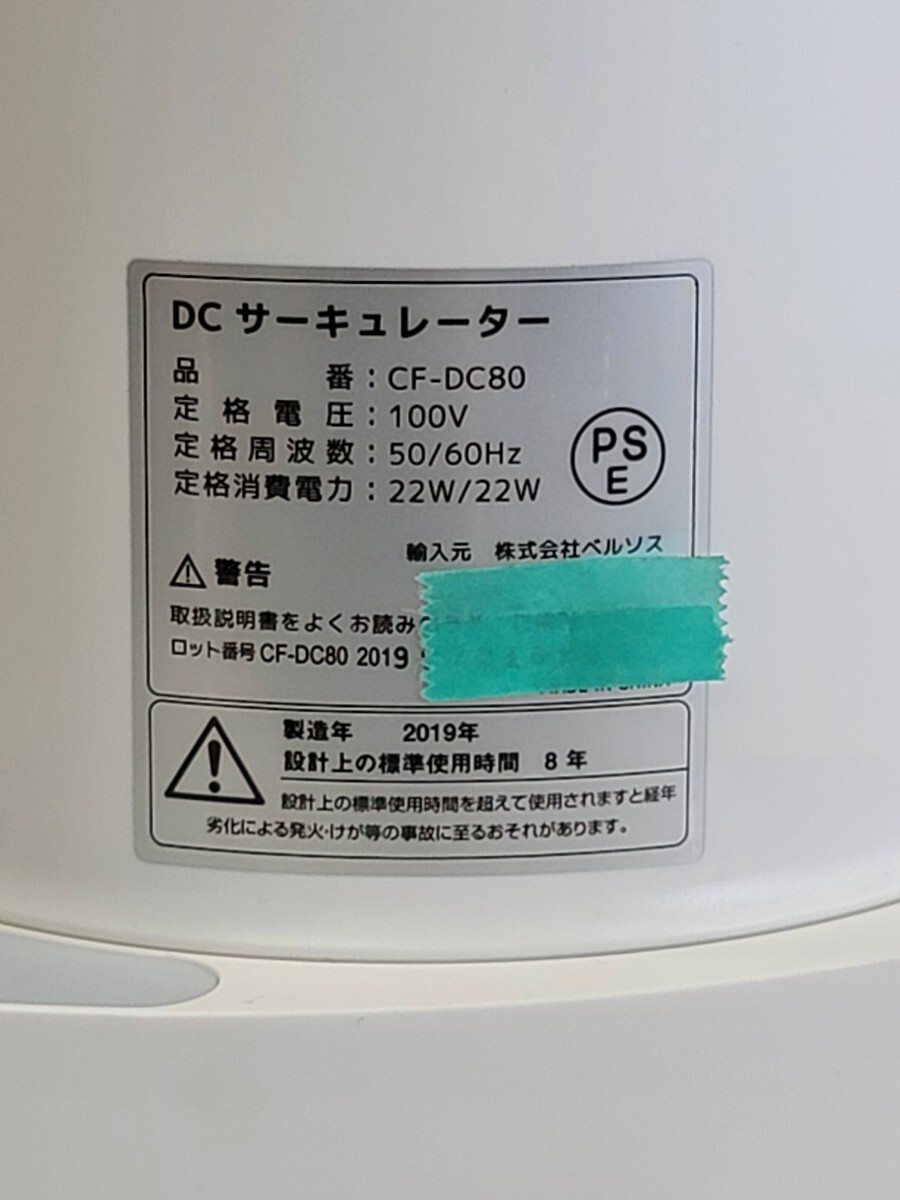 DC サーキュレーター
品番：CF-DC80
定格電圧：100V
定格周波数：50/60Hz
定格消費電力：22W/22W
PS
E
輸入元 株式会社ベルソス
警告
取扱説明書をよくお読み
ロット番号 CF-DC80 2019
MADE IN CHINA
製造年 2019年
設計上の標準使用時間 8年
設計上の標準使用時間を超えて使用されますと経年
劣化による発火・けが等の事故に至るおそれがあります。